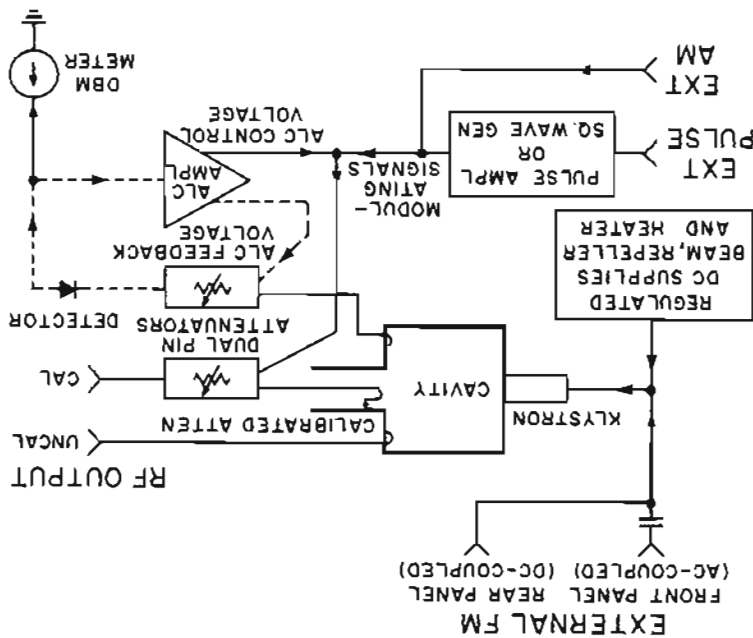 EXTERNAL FM
FRONT PANEL
(AC-COUPLED)
REAR PANEL
(DC-COUPLED)
RF OUTPUT
UNCAL
CAL
KLYSTRON
CAVITY
CALIBRATED ATTEN
DUAL PIN
ATTENUATORS
DETECTOR
REGULATED
DC SUPPLIES
BEAM, REPELLER
AND HEATER
ALC FEEDBACK
VOLTAGE
EXT
PULSE
PULSE AMPL
OR
SQ. WAVE GEN
MODUL-
ATING
SIGNALS
ALC
AMPL
ALC CONTROL
VOLTAGE
EXT
AM
DBM
METER